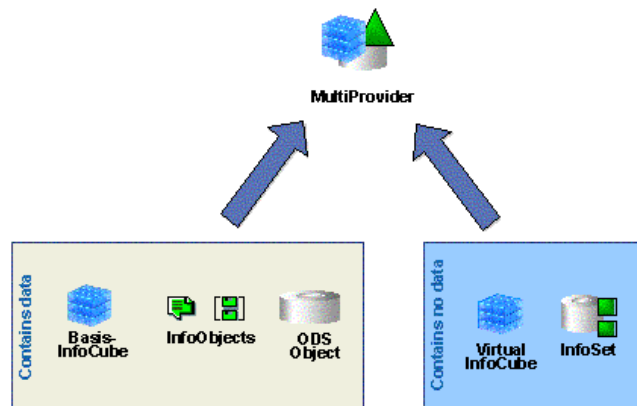 MultiProvider
Contains data
Basis-
InfoCube
InfoObjects
ODS
Object
Contains no data
Virtual
InfoCube
InfoSet